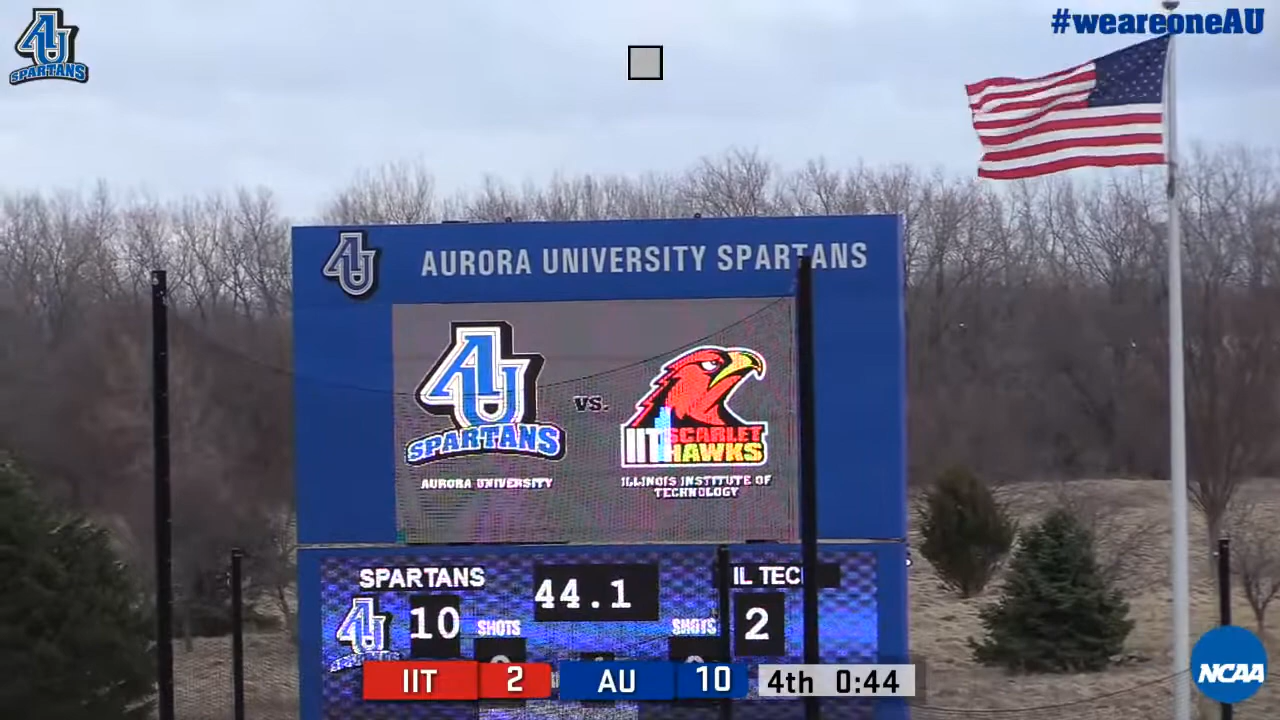 AU
SPARTANS
#weareoneAU
AU
AURORA UNIVERSITY SPARTANS
AU
SPARTANS
AURORA UNIVERSITY
VS.
IIT SCARLET
HAWKS
ILLINOIS INSTITUTE OF
TECHNOLOGY
SPARTANS
44.1
IL TECH
AU
10
SHOTS
SHOTS
2
IIT 2 AU 10 4th 0:44
NCAA